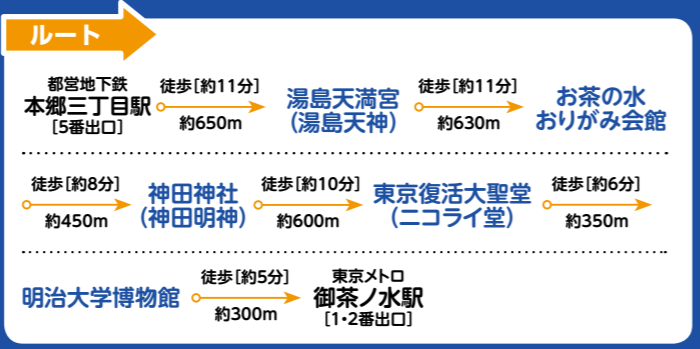 ルート
都営地下鉄
本郷三丁目駅
[5番出口]
徒歩[約11分]
約650m
湯島天満宮
(湯島天神)
徒歩[約11分]
約630m
お茶の水
おりがみ会館
徒歩[約8分]
約450m
神田神社
(神田明神)
徒歩[約10分]
約600m
東京復活大聖堂
(ニコライ堂)
徒歩[約6分]
約350m
明治大学博物館
徒歩[約5分]
約300m
東京メトロ
御茶ノ水駅
[1・2番出口]